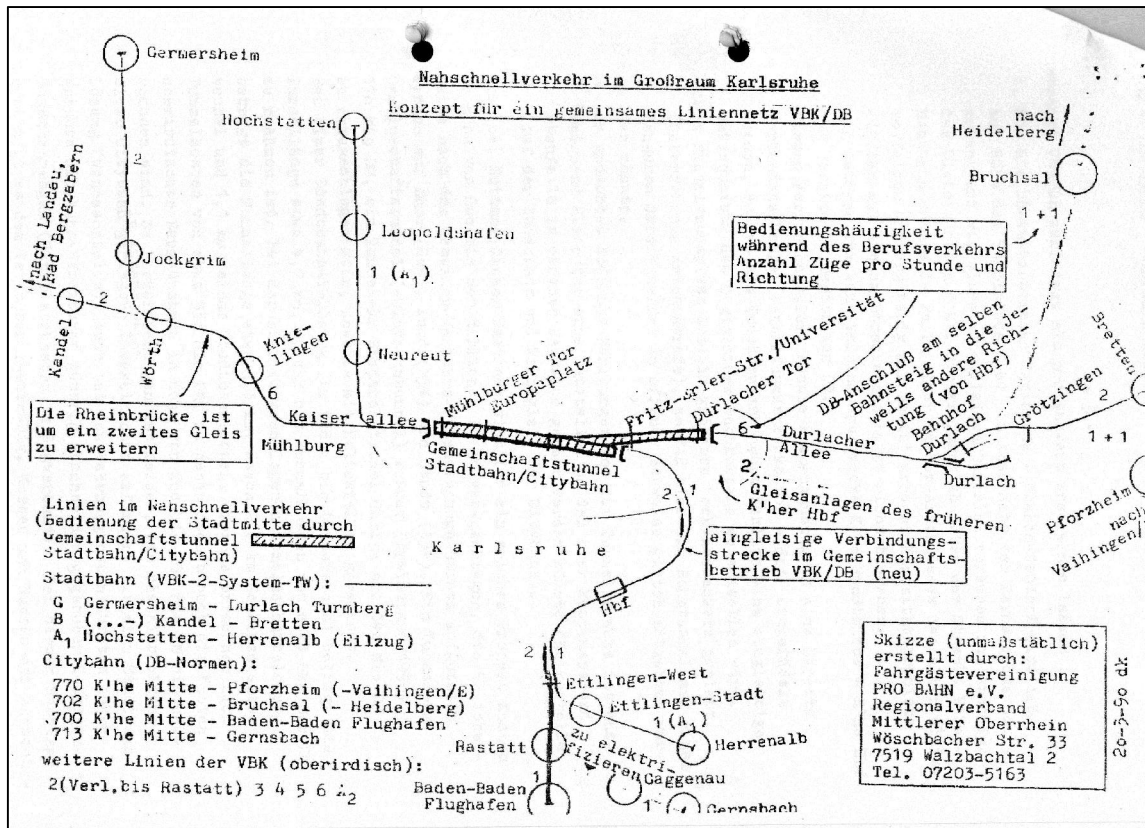 Nahschnellverkehr im Großraum Karlsruhe
Konzept für ein gemeinsames Liniennetz VBK/DB
Germersheim
Hochstetten
nach
Heidelberg
Bruchsal
1 + 1
2
nach Landau,
Bad Bergzabern
Jockgrim
Leopoldshafen
1 (A1)
Bedienungshäufigkeit
während des Berufsverkehrs
Anzahl Züge pro Stunde und
Richtung
2
Kandel
Wörth
Knie-
lingen
Neureut
6
Kaiserallee
Mühlburg
Die Rheinbrücke ist
um ein zweites Gleis
zu erweitern
Mühlburger Tor
Europaplatz
Fritz-Erler-Str./Universität
Durlacher Tor
Gemeinschaftstunnel
Stadtbahn/Citybahn
DB-Anschluß am selben
Bahnsteig in die je-
weils andere Rich-
tung (von Hbf)
Bahnhof
Durlach
Grötzingen
Bretten
2
1 + 1
6
Durlacher
Allee
Durlach
2
Gleisanlagen des früheren
K'her Hbf
Pforzheim
nach
Vaihingen/
2
1
Karlsruhe
eingleisige Verbindungs-
strecke im Gemeinschafts-
betrieb VBK/DB (neu)
Hbf
2
1
Ettlingen-West
Ettlingen-Stadt
1 (A1)
Herrenalb
Rastatt
zu elektri-
fizieren
Gaggenau
1
Baden-Baden
Flughafen
1
Gernsbach
Linien im Nahschnellverkehr
(Bedienung der Stadtmitte durch
Gemeinschaftstunnel
Stadtbahn/Citybahn)
Stadtbahn (VBK-2-System-TW):
G Germersheim - Durlach Turmberg
B (...-) Kandel - Bretten
A1 Hochstetten - Herrenalb (Eilzug)
Citybahn (DB-Normen):
770 K'he Mitte - Pforzheim (-Vaihingen/E)
702 K'he Mitte - Bruchsal (- Heidelberg)
700 K'he Mitte - Baden-Baden Flughafen
713 K'he Mitte - Gernsbach
weitere Linien der VBK (oberirdisch):
2(Verl.bis Rastatt) 3 4 5 6 A2
Skizze (unmaßstäblich)
erstellt durch:
Fahrgästevereinigung
PRO BAHN e.V.
Regionalverband
Mittlerer Oberrhein
Wöschbacher Str. 33
7519 Walzbachtal 2
Tel. 07203-5163
20-3-90 dk